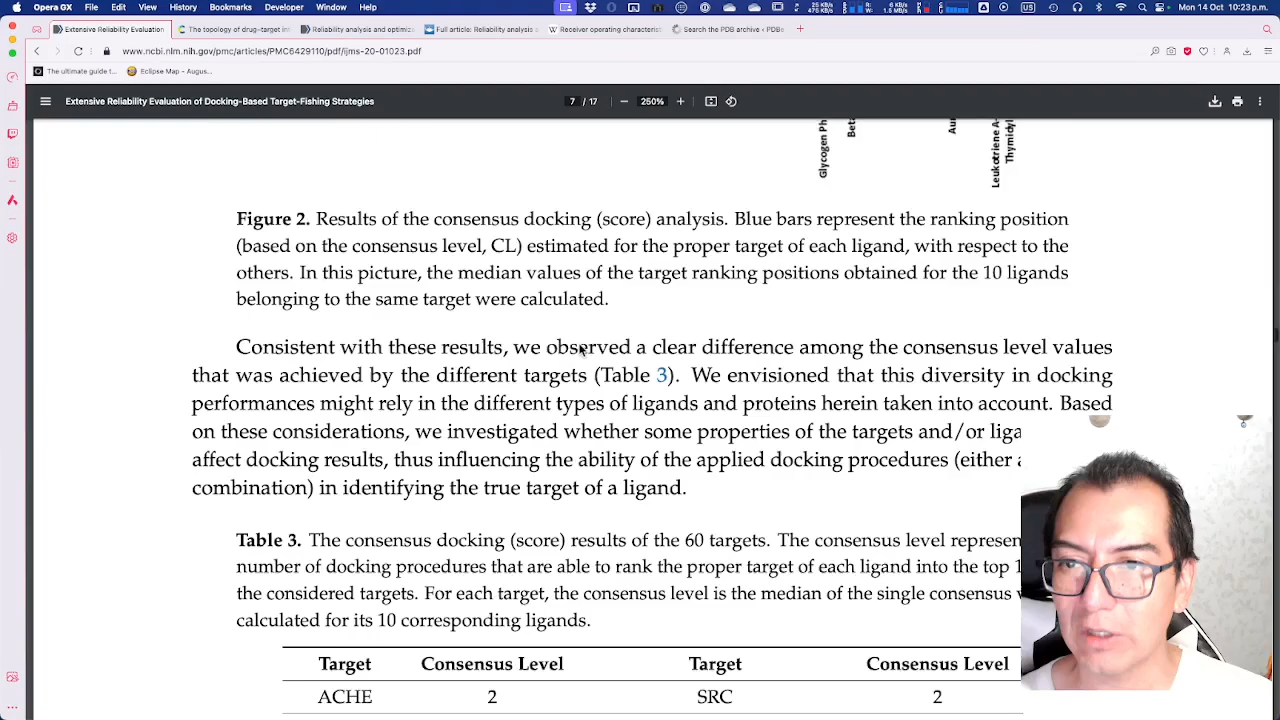 Opera GX File Edit View History Bookmarks Developer Window Help
Mon 14 Oct 10:23 p.m.
Extensive Reliability Evaluation
The topology of drug–target int
Reliability analysis and optimiz
Full article: Reliability analysis
Receiver operating characteris
Search the PDB archive < PDBe
www.ncbi.nlm.nih.gov/pmc/articles/PMC6429110/pdf/ijms-20-01023.pdf
The ultimate guide t... Eclipse Map – Augus...
Extensive Reliability Evaluation of Docking-Based Target-Fishing Strategies
7 / 17
250%
Glycogen Ph
Beta
Au
Leukotriene A-
Thymidyl
Figure 2. Results of the consensus docking (score) analysis. Blue bars represent the ranking position
(based on the consensus level, CL) estimated for the proper target of each ligand, with respect to the
others. In this picture, the median values of the target ranking positions obtained for the 10 ligands
belonging to the same target were calculated.
Consistent with these results, we observed a clear difference among the consensus level values
that was achieved by the different targets (Table 3). We envisioned that this diversity in docking
performances might rely in the different types of ligands and proteins herein taken into account. Based
on these considerations, we investigated whether some properties of the targets and/or liga
affect docking results, thus influencing the ability of the applied docking procedures (either a
combination) in identifying the true target of a ligand.
Table 3. The consensus docking (score) results of the 60 targets. The consensus level represen
number of docking procedures that are able to rank the proper target of each ligand into the top 1
the considered targets. For each target, the consensus level is the median of the single consensus v
calculated for its 10 corresponding ligands.
Target Consensus Level Target Consensus Level
ACHE 2 SRC 2